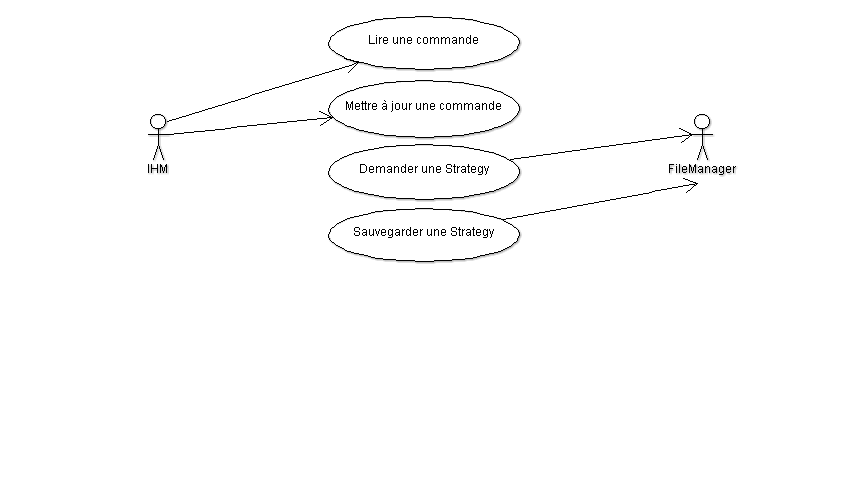 Lire une commande
Mettre à jour une commande
IHM
Demander une Strategy
FileManager
Sauvegarder une Strategy